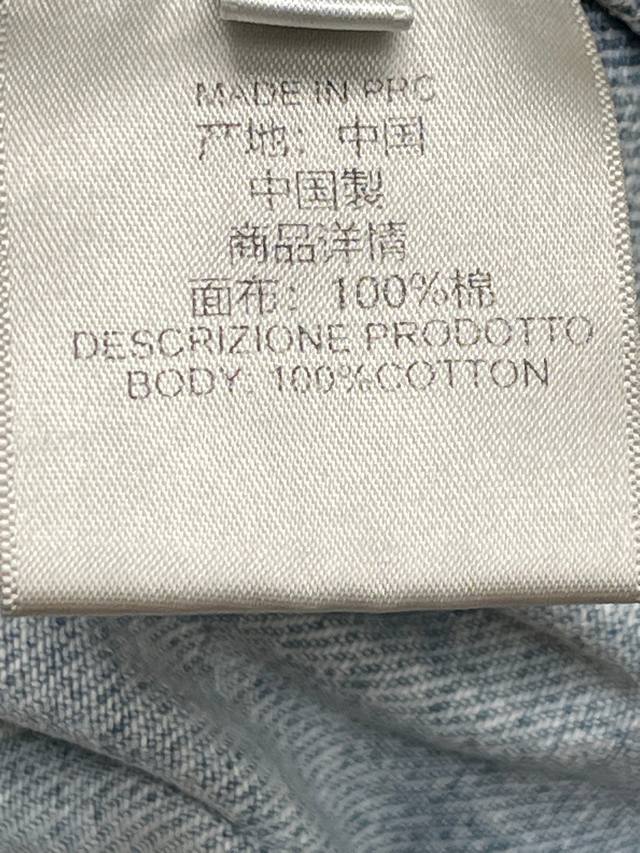 MADE IN PRC
产地：中国
中国製
商品洋情
面布：100%棉
DESCRIZIONE PRODOTTO
BODY: 100%COTTON